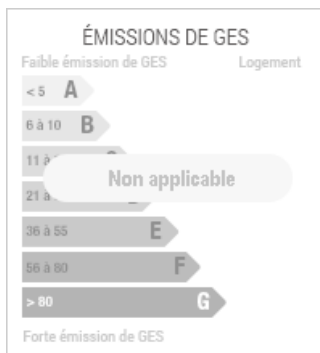 ÉMISSIONS DE GES
Faible émission de GES Logement
< 5 A
6 à 10 B
11 à
Non applicable
21 à
36 à 55 E
56 à 80 F
> 80 G
Forte émission de GES